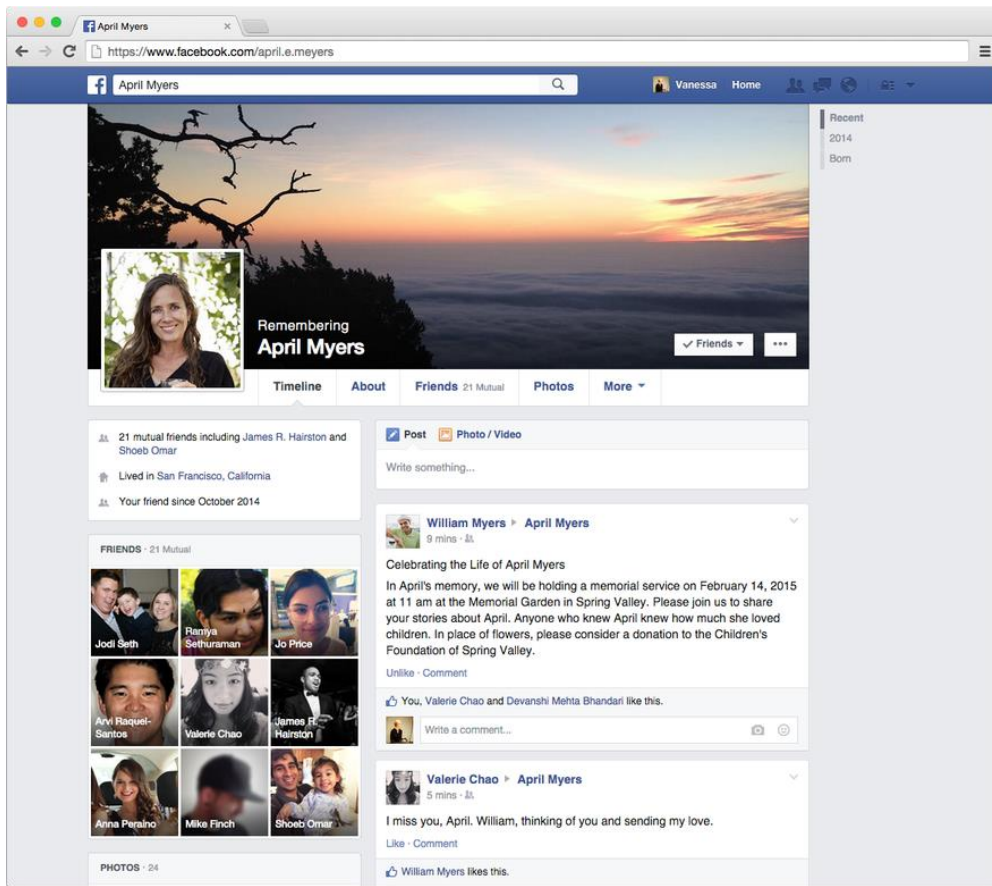 April Myers
https://www.facebook.com/april.e.meyers
April Myers
Vanessa Home
Recent
2014
Born
Remembering
April Myers
Friends
Timeline About Friends 21 Mutual Photos More
21 mutual friends including James R. Hairston and
Shoeb Omar
Lived in San Francisco, California
Your friend since October 2014
FRIENDS · 21 Mutual
Jodi Seth
Ramya
Sethuraman
Jo Price
Arvi Raquel-
Santos
Valerie Chao
James R.
Hairston
Anna Peraino
Mike Finch
Shoeb Omar
PHOTOS · 24
Post Photo / Video
Write something...
William Myers ▸ April Myers
9 mins ·
Celebrating the Life of April Myers
In April's memory, we will be holding a memorial service on February 14, 2015
at 11 am at the Memorial Garden in Spring Valley. Please join us to share
your stories about April. Anyone who knew April knew how much she loved
children. In place of flowers, please consider a donation to the Children's
Foundation of Spring Valley.
Unlike · Comment
You, Valerie Chao and Devanshi Mehta Bhandari like this.
Write a comment...
Valerie Chao ▸ April Myers
5 mins ·
I miss you, April. William, thinking of you and sending my love.
Like · Comment
William Myers likes this.